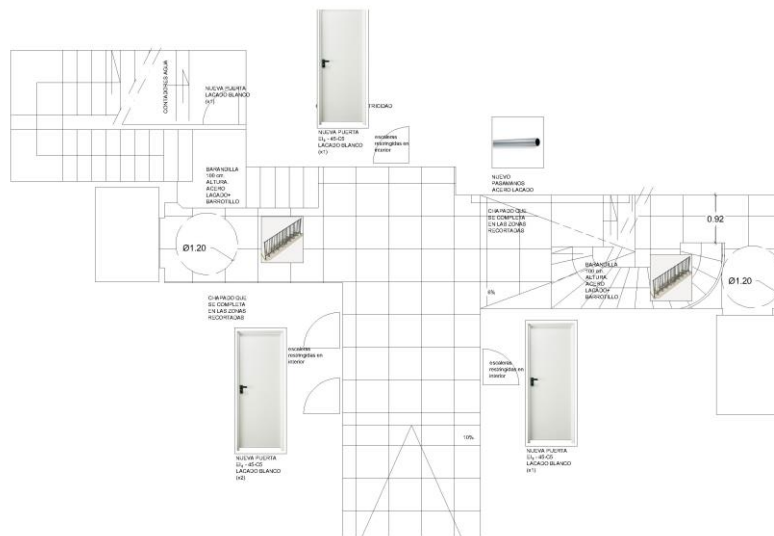 CONTADORES AGUA
NUEVA PUERTA
LACADO BLANCO
(x1)
TRICIDAD
NUEVA PUERTA
EI₂ - 45-C5
LACADO BLANCO
(x1)
escaleras
restringidas en
interior
NUEVO
PASAMANOS
ACERO LACADO
BARANDILLA
100 cm
ALTURA
ACERO
LACADO+
BARROTILLO
CHAPADO QUE
SE COMPLETA
EN LAS ZONAS
RECORTADAS
0.92
Ø1.20
BARANDILLA
100 cm
ALTURA
ACERO
LACADO+
BARROTILLO
Ø1.20
6%
CHAPADO QUE
SE COMPLETA
EN LAS ZONAS
RECORTADAS
escaleras
restringidas en
interior
escaleras
restringidas en
interior
10%
NUEVA PUERTA
EI₂ - 45-C5
LACADO BLANCO
(x2)
NUEVA PUERTA
EI₂ - 45-C5
LACADO BLANCO
(x1)